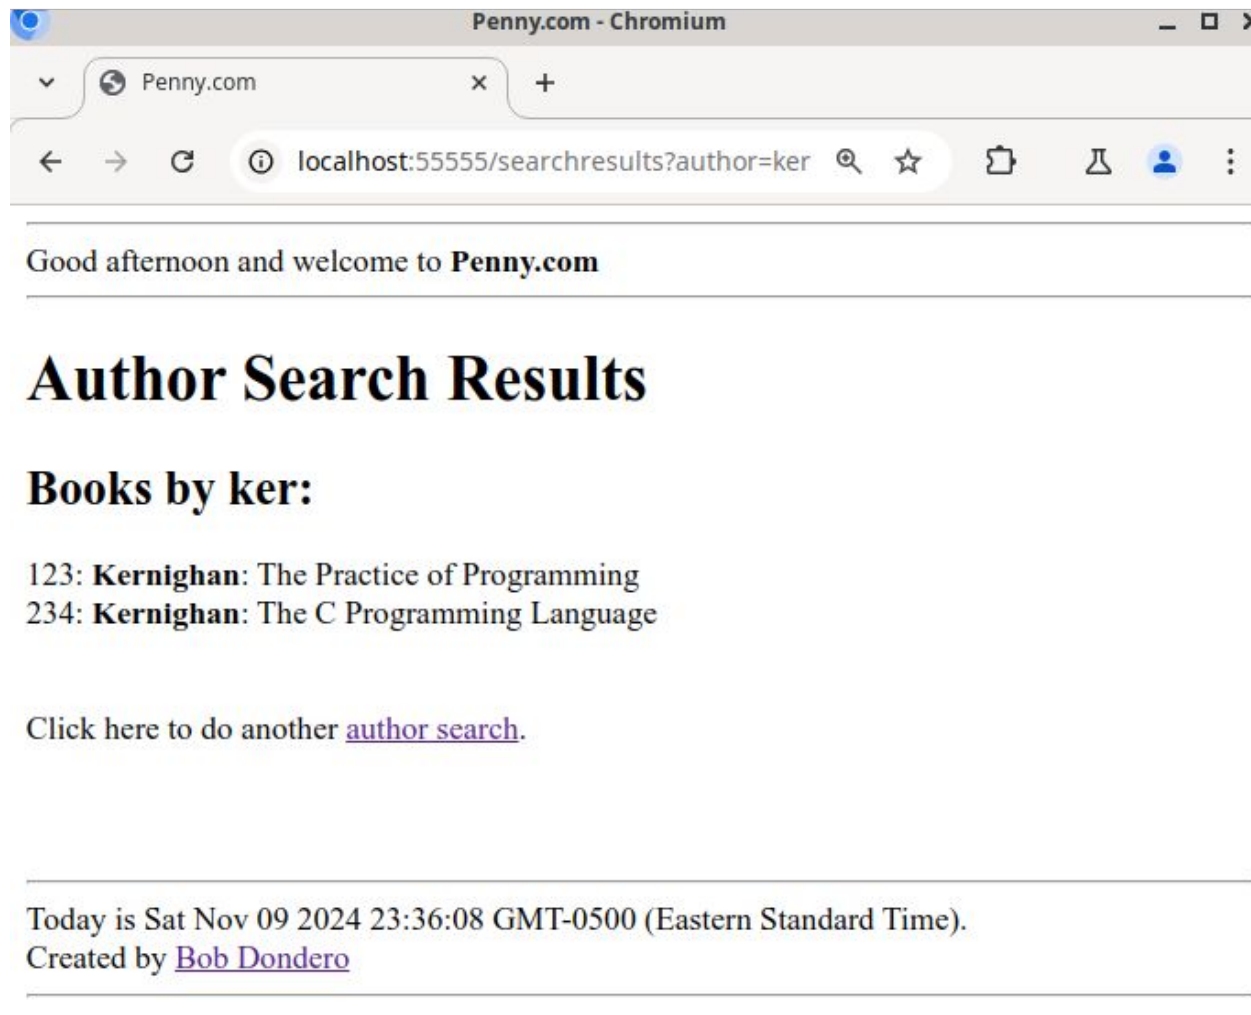 Penny.com - Chromium
Penny.com
localhost:55555/searchresults?author=ker
Good afternoon and welcome to Penny.com
Author Search Results
Books by ker:
123: Kernighan: The Practice of Programming
234: Kernighan: The C Programming Language
Click here to do another author search.
Today is Sat Nov 09 2024 23:36:08 GMT-0500 (Eastern Standard Time).
Created by Bob Dondero